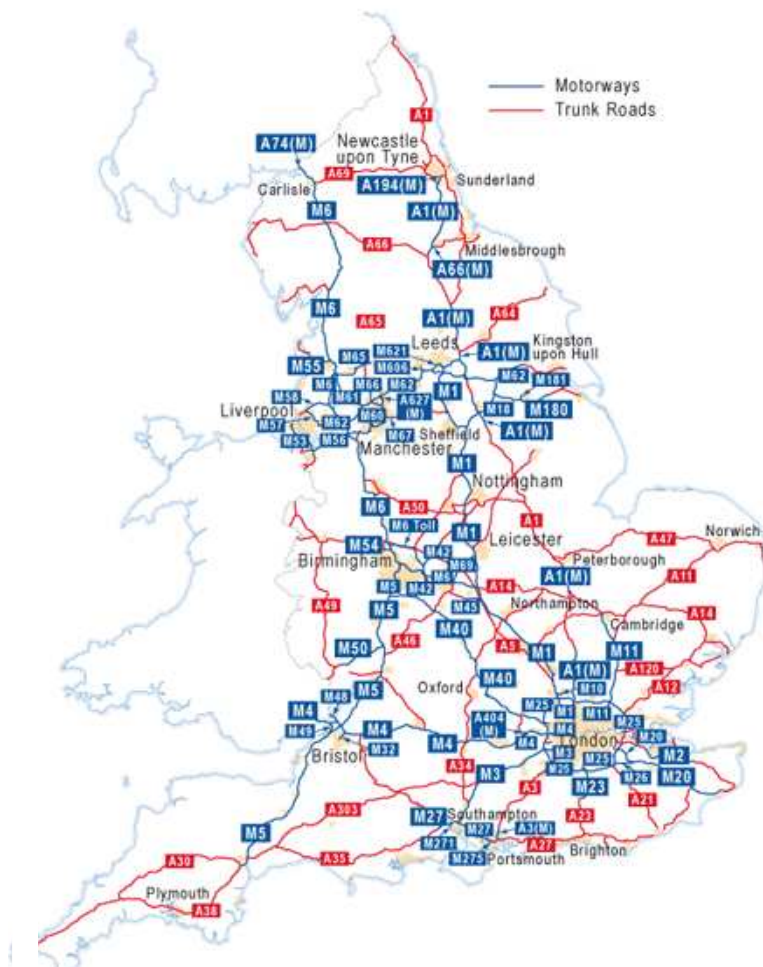 Motorways
Trunk Roads
A1
A74(M)
Newcastle
upon Tyne
A69
Carlisle
A194(M)
Sunderland
M6
A1(M)
A66
Middlesbrough
A66(M)
M6
A65
A1(M)
A64
Leeds
M621
M65
M606
A1(M)
Kingston
upon Hull
M55
M6
M66
M62
M1
M62
M181
M58
M61
A627
(M)
M18
M180
Liverpool
M60
M57
M62
M67
Sheffield
A1(M)
M53
M56
Manchester
M1
Nottingham
M6
A50
A1
M6 Toll
M1
Leicester
A47
Norwich
M54
M42
Peterborough
Birmingham
M69
A1(M)
A11
M5
M42
M6
A14
A49
M5
M45
Northampton
A14
A46
M40
Cambridge
M50
A5
M1
M11
A1(M)
A120
M5
Oxford
M40
M10
A12
M48
M4
M25
M1
M11
M25
M49
M4
A404
(M)
M4
M4
London
M20
Bristol
M32
M3
M25
M2
A34
M3
M25
M26
M20
A3
M23
A21
A303
M27
Southampton
A23
M5
M27
A3(M)
M271
A27
Brighton
A30
A35
M275
Portsmouth
Plymouth
A38